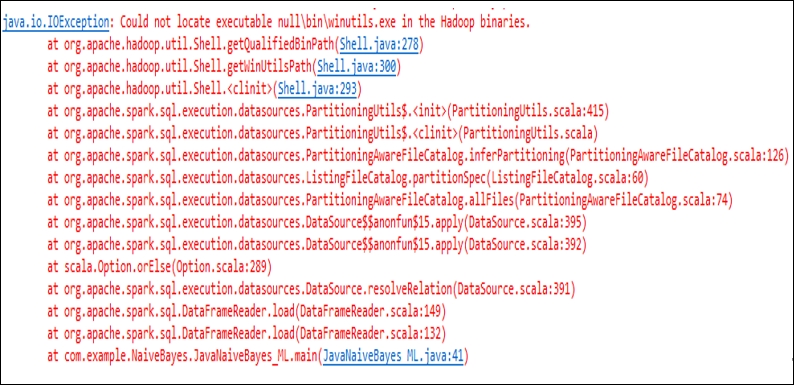 java.io.IOException: Could not locate executable null\bin\winutils.exe in the Hadoop binaries.
at org.apache.hadoop.util.Shell.getQualifiedBinPath(Shell.java:278)
at org.apache.hadoop.util.Shell.getWinUtilsPath(Shell.java:300)
at org.apache.hadoop.util.Shell.<clinit>(Shell.java:293)
at org.apache.spark.sql.execution.datasources.PartitioningUtils$.<init>(PartitioningUtils.scala:415)
at org.apache.spark.sql.execution.datasources.PartitioningUtils$.<clinit>(PartitioningUtils.scala)
at org.apache.spark.sql.execution.datasources.PartitioningAwareFileCatalog.inferPartitioning(PartitioningAwareFileCatalog.scala:126)
at org.apache.spark.sql.execution.datasources.ListingFileCatalog.partitionSpec(ListingFileCatalog.scala:60)
at org.apache.spark.sql.execution.datasources.PartitioningAwareFileCatalog.allFiles(PartitioningAwareFileCatalog.scala:74)
at org.apache.spark.sql.execution.datasources.DataSource$$anonfun$15.apply(DataSource.scala:395)
at org.apache.spark.sql.execution.datasources.DataSource$$anonfun$15.apply(DataSource.scala:392)
at scala.Option.orElse(Option.scala:289)
at org.apache.spark.sql.execution.datasources.DataSource.resolveRelation(DataSource.scala:391)
at org.apache.spark.sql.DataFrameReader.load(DataFrameReader.scala:149)
at org.apache.spark.sql.DataFrameReader.load(DataFrameReader.scala:132)
at com.example.NaiveBayes.JavaNaiveBayes_ML.main(JavaNaiveBayes_ML.java:41)